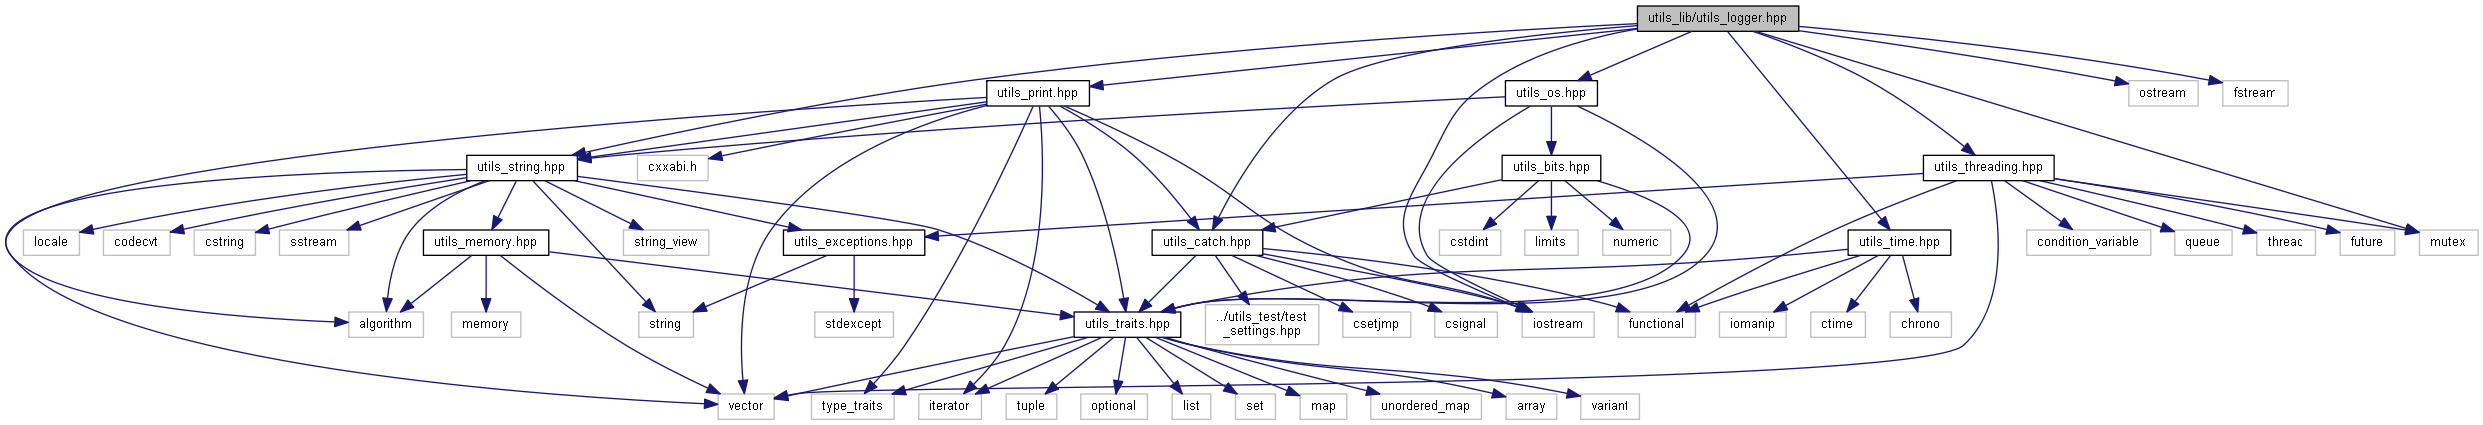 utils_lib/utils_logger.hpp
utils_print.hpp
utils_os.hpp
ostream
fstream
utils_string.hpp
cxxabi.h
utils_bits.hpp
utils_threading.hpp
locale
codecvt
cstring
sstream
utils_memory.hpp
string_view
utils_exceptions.hpp
utils_catch.hpp
cstdint
limits
numeric
utils_time.hpp
condition_variable
queue
thread
future
mutex
algorithm
memory
string
stdexcept
utils_traits.hpp
../utils_test/test
_settings.hpp
csetjmp
csignal
iostream
functional
iomanip
ctime
chrono
vector
type_traits
iterator
tuple
optional
list
set
map
unordered_map
array
variant